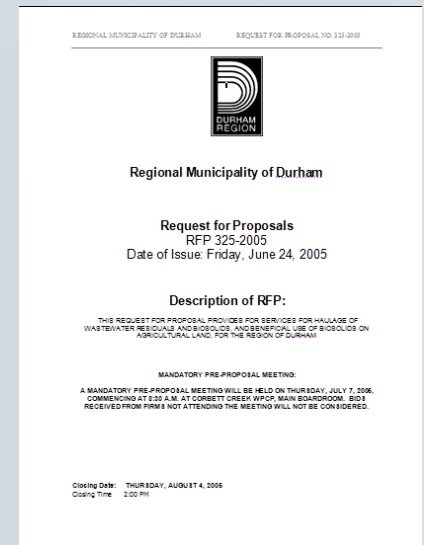 REGIONAL MUNICIPALITY OF DURHAM REQUEST FOR PROPOSAL NO. 325-2005
DURHAM
REGION
Regional Municipality of Durham
Request for Proposals
RFP 325-2005
Date of Issue: Friday, June 24, 2005
Description of RFP:
THIS REQUEST FOR PROPOSAL PROVIDES FOR SERVICES FOR HAULAGE OF
WASTEWATER RESIDUALS AND BIOSOLIDS, AND BENEFICIAL USE OF BIOSOLIDS ON
AGRICULTURAL LAND, FOR THE REGION OF DURHAM
MANDATORY PRE-PROPOSAL MEETING:
A MANDATORY PRE-PROPOSAL MEETING WILL BE HELD ON THURSDAY, JULY 7, 2005,
COMMENCING AT 8:30 A.M. AT CORBETT CREEK WPCP, MAIN BOARDROOM. BIDS
RECEIVED FROM FIRMS NOT ATTENDING THE MEETING WILL NOT BE CONSIDERED.
Closing Date: THURSDAY, AUGUST 4, 2005
Closing Time 2:00 PM